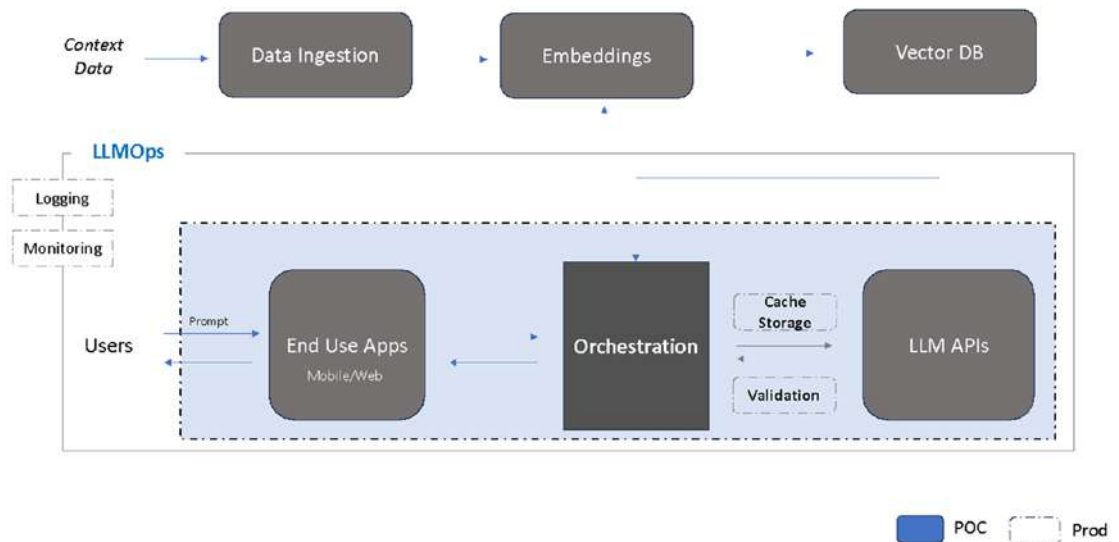 Context
Data
Data Ingestion
Embeddings
Vector DB
LLMOps
Logging
Monitoring
Users
Prompt
End Use Apps
Mobile/Web
Orchestration
Cache
Storage
Validation
LLM APIs
POC
Prod